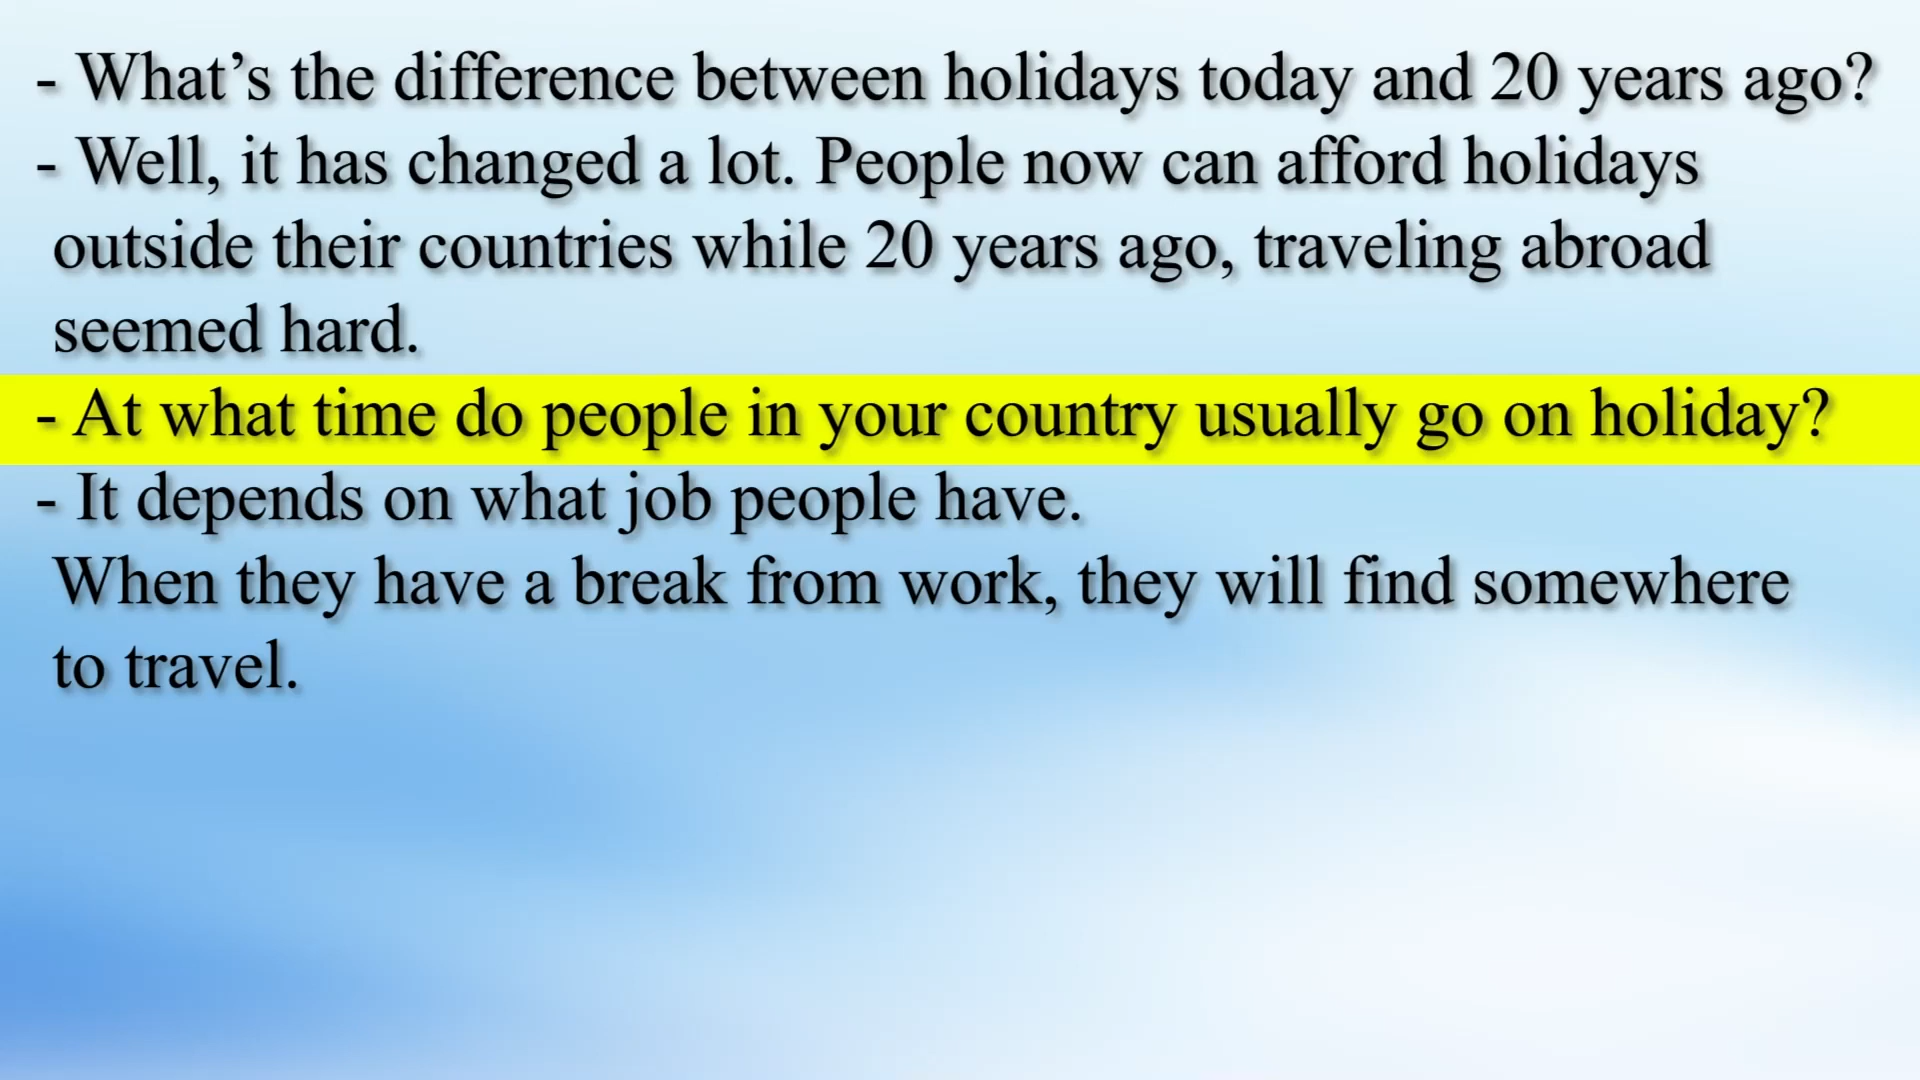 - What’s the difference between holidays today and 20 years ago?
- Well, it has changed a lot. People now can afford holidays
outside their countries while 20 years ago, traveling abroad
seemed hard.
- At what time do people in your country usually go on holiday?
- It depends on what job people have.
When they have a break from work, they will find somewhere
to travel.